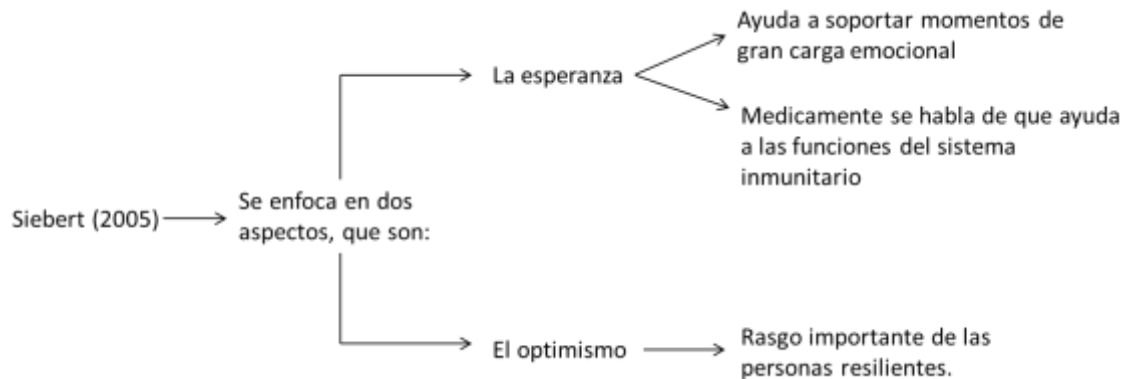 Siebert (2005)
Se enfoca en dos
aspectos, que son:
La esperanza
Ayuda a soportar momentos de
gran carga emocional
Medicamente se habla de que ayuda
a las funciones del sistema
inmunitario
El optimismo
Rasgo importante de las
personas resilientes.